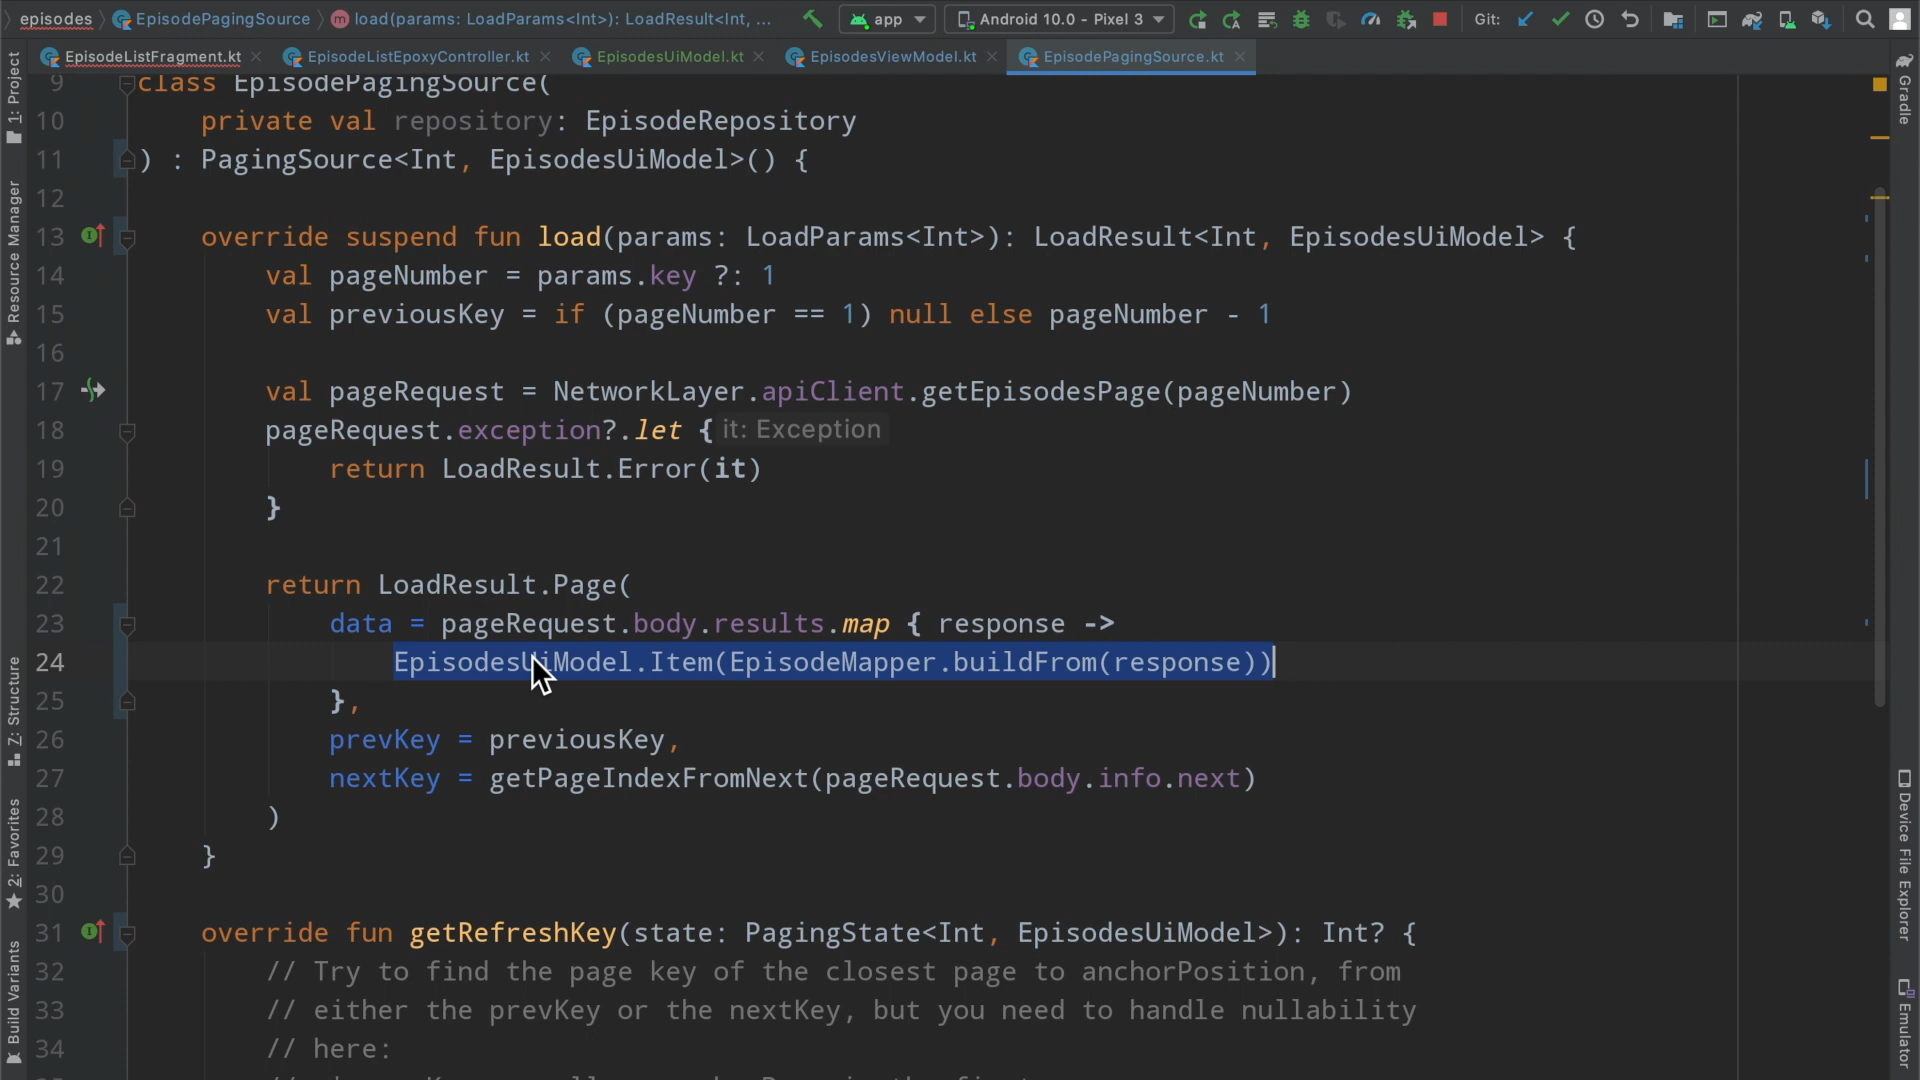 episodes
EpisodePagingSource
load(params: LoadParams<Int>): LoadResult<Int, ...
app
Android 10.0 - Pixel 3
Git:
EpisodeListFragment.kt
EpisodeListEpoxyController.kt
EpisodesUiModel.kt
EpisodesViewModel.kt
EpisodePagingSource.kt
1: Project
Resource Manager
Z: Structure
2: Favorites
Build Variants
Gradle
Device File Explorer
Emulator
9 class EpisodePagingSource(
10 private val repository: EpisodeRepository
11 ) : PagingSource<Int, EpisodesUiModel>() {
12
13 override suspend fun load(params: LoadParams<Int>): LoadResult<Int, EpisodesUiModel> {
14 val pageNumber = params.key ?: 1
15 val previousKey = if (pageNumber == 1) null else pageNumber - 1
16
17 val pageRequest = NetworkLayer.apiClient.getEpisodesPage(pageNumber)
18 pageRequest.exception?.let { it: Exception
19 return LoadResult.Error(it)
20 }
21
22 return LoadResult.Page(
23 data = pageRequest.body.results.map { response ->
24 EpisodesUiModel.Item(EpisodeMapper.buildFrom(response))
25 },
26 prevKey = previousKey,
27 nextKey = getPageIndexFromNext(pageRequest.body.info.next)
28 )
29 }
30
31 override fun getRefreshKey(state: PagingState<Int, EpisodesUiModel>): Int? {
32 // Try to find the page key of the closest page to anchorPosition, from
33 // either the prevKey or the nextKey, but you need to handle nullability
34 // here: